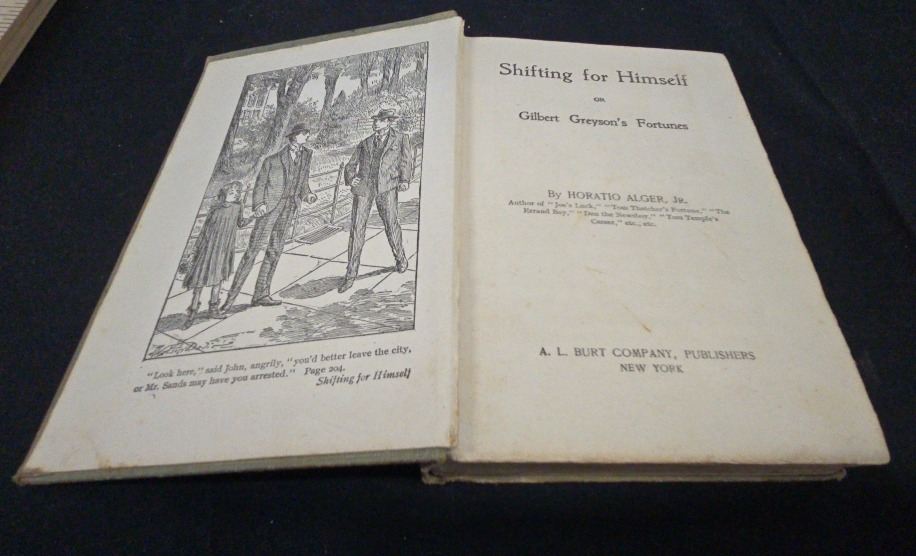 "Look here," said John, angrily, "you'd better leave the city,
or Mr. Sands may have you arrested." Page 204.
Shifting for Himself
Shifting for Himself
OR
Gilbert Greyson's Fortunes
By HORATIO ALGER, JR.
Author of "Joe's Luck," "Tom Thatcher's Fortune," "The
Errand Boy," "Dan the Newsboy," "Tom Temple's
Career," etc., etc.
A. L. BURT COMPANY, PUBLISHERS
NEW YORK